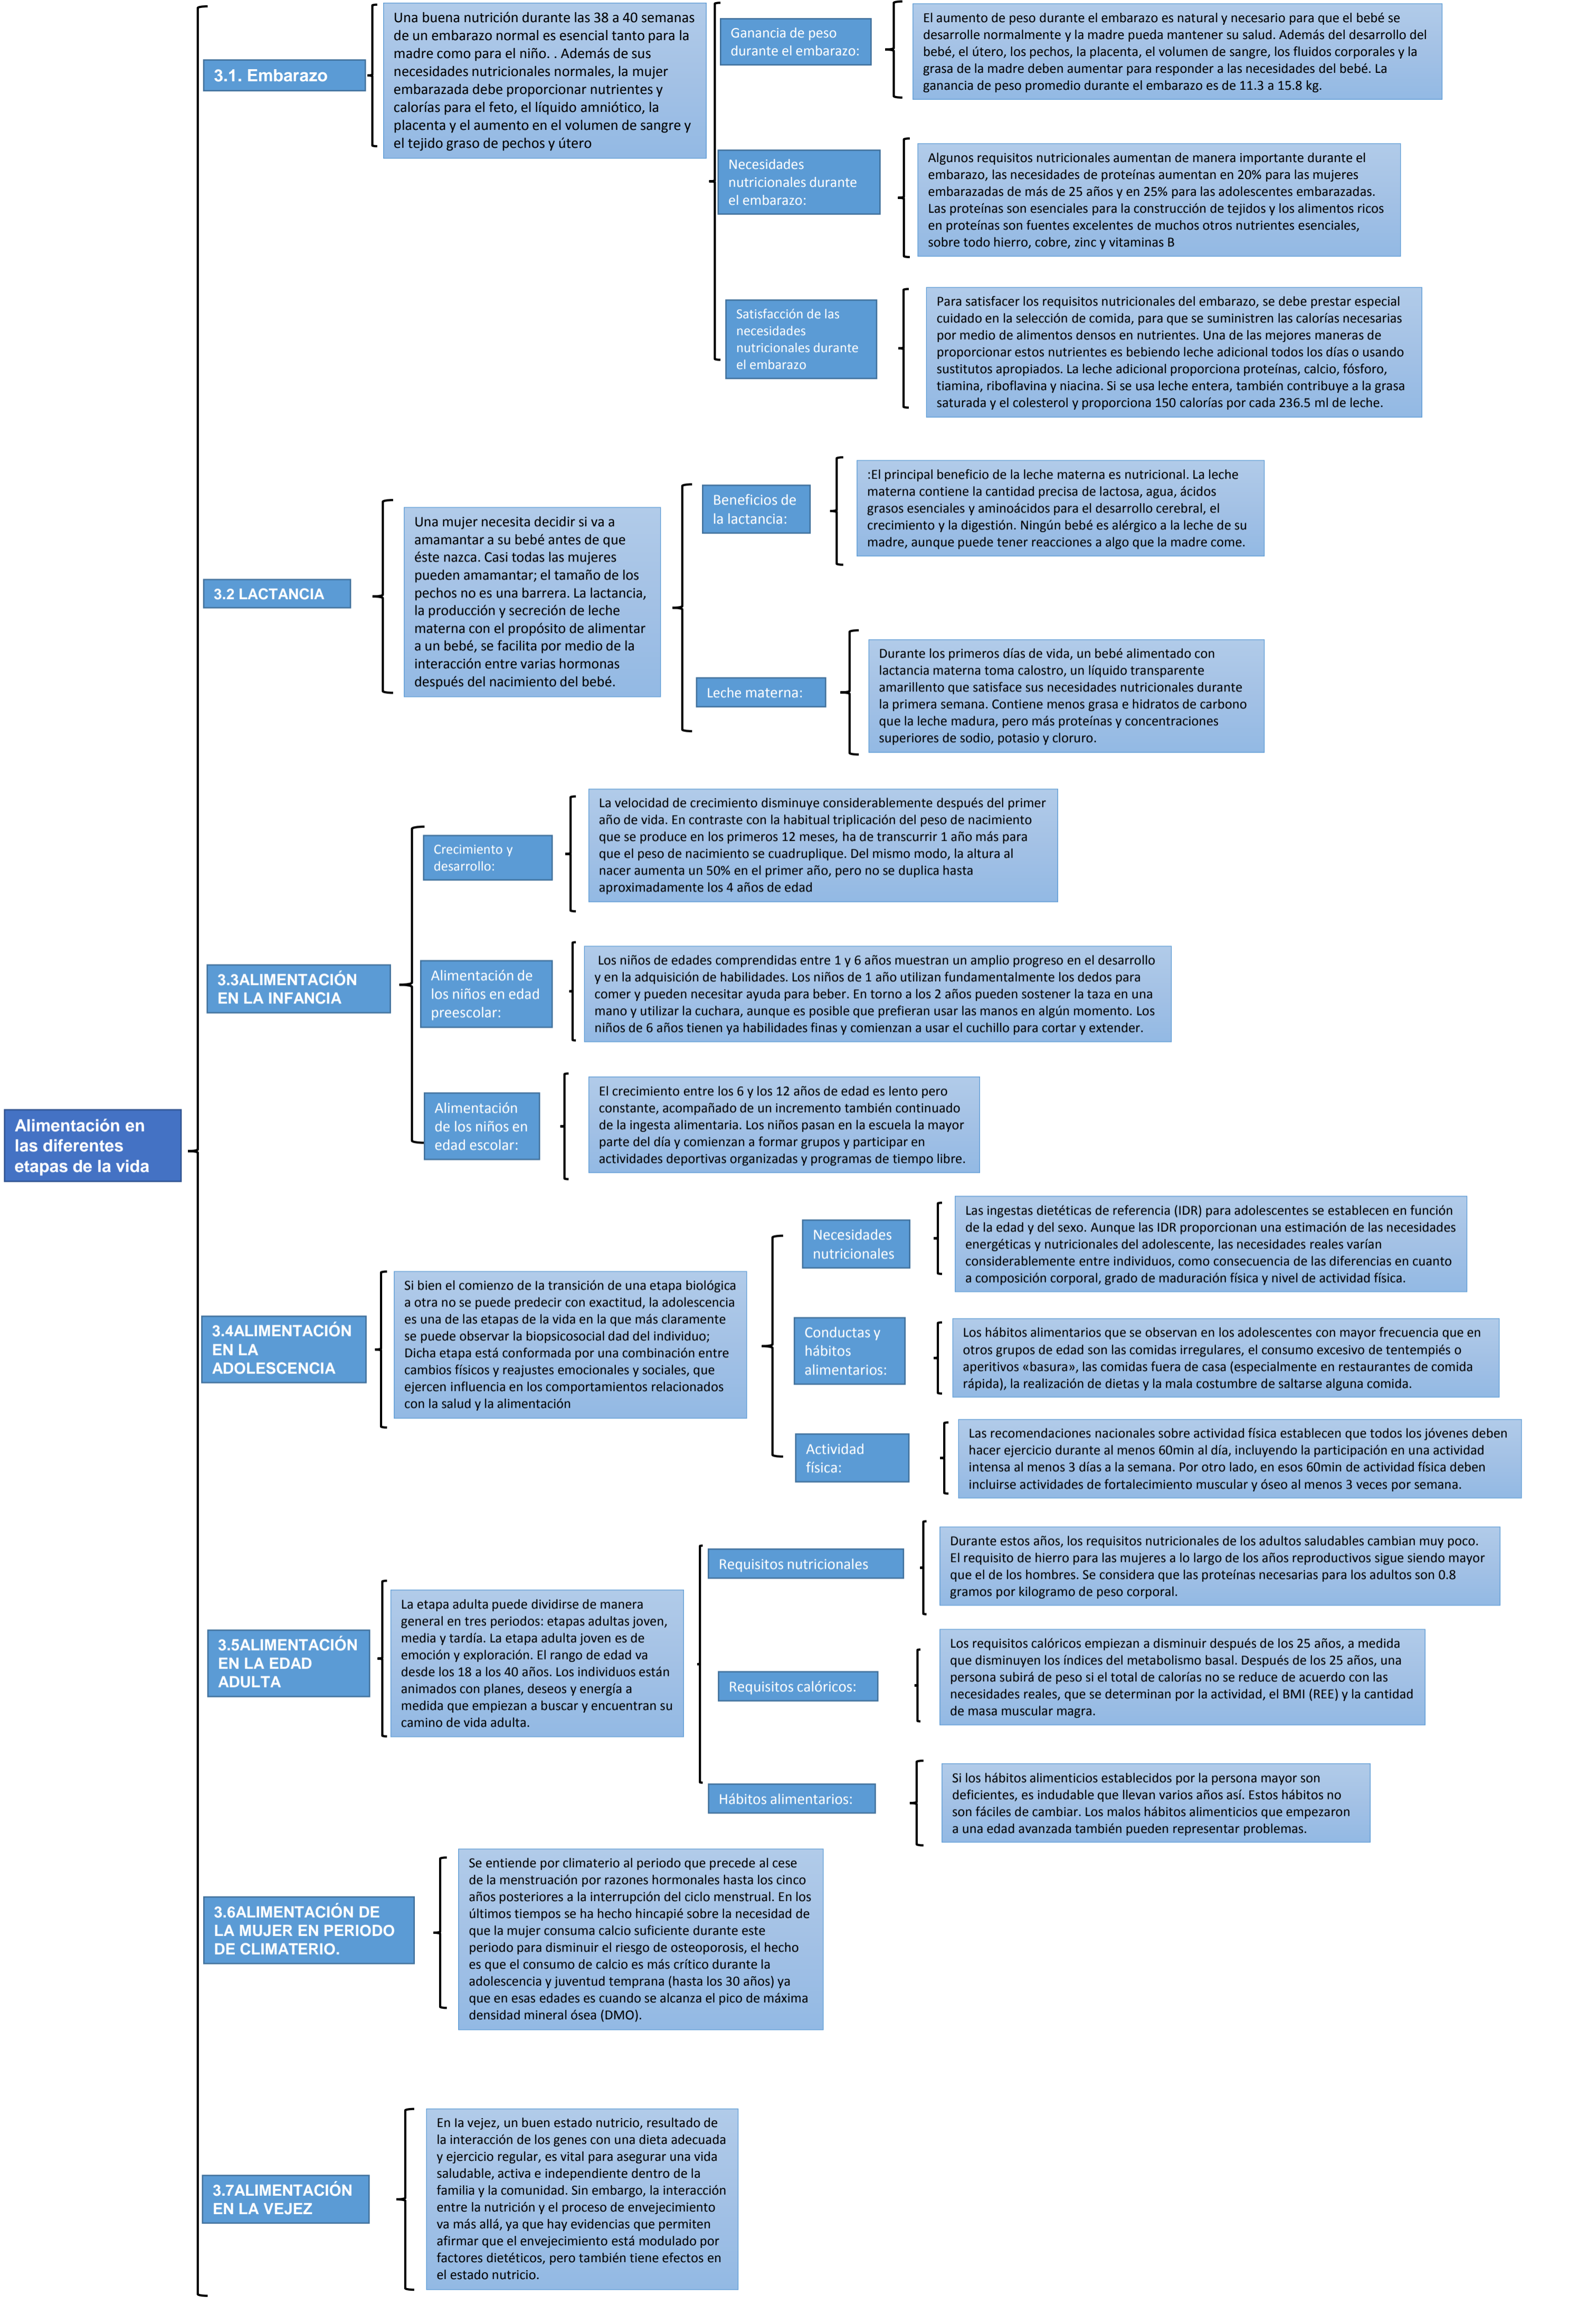 Alimentación en
las diferentes
etapas de la vida
3.1. Embarazo
Una buena nutrición durante las 38 a 40 semanas
de un embarazo normal es esencial tanto para la
madre como para el niño. . Además de sus
necesidades nutricionales normales, la mujer
embarazada debe proporcionar nutrientes y
calorías para el feto, el líquido amniótico, la
placenta y el aumento en el volumen de sangre y
el tejido graso de pechos y útero
Ganancia de peso
durante el embarazo:
El aumento de peso durante el embarazo es natural y necesario para que el bebé se
desarrolle normalmente y la madre pueda mantener su salud. Además del desarrollo del
bebé, el útero, los pechos, la placenta, el volumen de sangre, los fluidos corporales y la
grasa de la madre deben aumentar para responder a las necesidades del bebé. La
ganancia de peso promedio durante el embarazo es de 11.3 a 15.8 kg.
Necesidades
nutricionales durante
el embarazo:
Algunos requisitos nutricionales aumentan de manera importante durante el
embarazo, las necesidades de proteínas aumentan en 20% para las mujeres
embarazadas de más de 25 años y en 25% para las adolescentes embarazadas.
Las proteínas son esenciales para la construcción de tejidos y los alimentos ricos
en proteínas son fuentes excelentes de muchos otros nutrientes esenciales,
sobre todo hierro, cobre, zinc y vitaminas B
Satisfacción de las
necesidades
nutricionales durante
el embarazo
Para satisfacer los requisitos nutricionales del embarazo, se debe prestar especial
cuidado en la selección de comida, para que se suministren las calorías necesarias
por medio de alimentos densos en nutrientes. Una de las mejores maneras de
proporcionar estos nutrientes es bebiendo leche adicional todos los días o usando
sustitutos apropiados. La leche adicional proporciona proteínas, calcio, fósforo,
tiamina, riboflavina y niacina. Si se usa leche entera, también contribuye a la grasa
saturada y el colesterol y proporciona 150 calorías por cada 236.5 ml de leche.
3.2 LACTANCIA
Una mujer necesita decidir si va a
amamantar a su bebé antes de que
éste nazca. Casi todas las mujeres
pueden amamantar; el tamaño de los
pechos no es una barrera. La lactancia,
la producción y secreción de leche
materna con el propósito de alimentar
a un bebé, se facilita por medio de la
interacción entre varias hormonas
después del nacimiento del bebé.
Beneficios de
la lactancia:
:El principal beneficio de la leche materna es nutricional. La leche
materna contiene la cantidad precisa de lactosa, agua, ácidos
grasos esenciales y aminoácidos para el desarrollo cerebral, el
crecimiento y la digestión. Ningún bebé es alérgico a la leche de su
madre, aunque puede tener reacciones a algo que la madre come.
Leche materna:
Durante los primeros días de vida, un bebé alimentado con
lactancia materna toma calostro, un líquido transparente
amarillento que satisface sus necesidades nutricionales durante
la primera semana. Contiene menos grasa e hidratos de carbono
que la leche madura, pero más proteínas y concentraciones
superiores de sodio, potasio y cloruro.
3.3ALIMENTACIÓN
EN LA INFANCIA
Crecimiento y
desarrollo:
La velocidad de crecimiento disminuye considerablemente después del primer
año de vida. En contraste con la habitual triplicación del peso de nacimiento
que se produce en los primeros 12 meses, ha de transcurrir 1 año más para
que el peso de nacimiento se cuadruplique. Del mismo modo, la altura al
nacer aumenta un 50% en el primer año, pero no se duplica hasta
aproximadamente los 4 años de edad
Alimentación de
los niños en edad
preescolar:
Los niños de edades comprendidas entre 1 y 6 años muestran un amplio progreso en el desarrollo
y en la adquisición de habilidades. Los niños de 1 año utilizan fundamentalmente los dedos para
comer y pueden necesitar ayuda para beber. En torno a los 2 años pueden sostener la taza en una
mano y utilizar la cuchara, aunque es posible que prefieran usar las manos en algún momento. Los
niños de 6 años tienen ya habilidades finas y comienzan a usar el cuchillo para cortar y extender.
Alimentación
de los niños en
edad escolar:
El crecimiento entre los 6 y los 12 años de edad es lento pero
constante, acompañado de un incremento también continuado
de la ingesta alimentaria. Los niños pasan en la escuela la mayor
parte del día y comienzan a formar grupos y participar en
actividades deportivas organizadas y programas de tiempo libre.
3.4ALIMENTACIÓN
EN LA
ADOLESCENCIA
Si bien el comienzo de la transición de una etapa biológica
a otra no se puede predecir con exactitud, la adolescencia
es una de las etapas de la vida en la que más claramente
se puede observar la biopsicosocial dad del individuo;
Dicha etapa está conformada por una combinación entre
cambios físicos y reajustes emocionales y sociales, que
ejercen influencia en los comportamientos relacionados
con la salud y la alimentación
Necesidades
nutricionales
Las ingestas dietéticas de referencia (IDR) para adolescentes se establecen en función
de la edad y del sexo. Aunque las IDR proporcionan una estimación de las necesidades
energéticas y nutricionales del adolescente, las necesidades reales varían
considerablemente entre individuos, como consecuencia de las diferencias en cuanto
a composición corporal, grado de maduración física y nivel de actividad física.
Conductas y
hábitos
alimentarios:
Los hábitos alimentarios que se observan en los adolescentes con mayor frecuencia que en
otros grupos de edad son las comidas irregulares, el consumo excesivo de tentempiés o
aperitivos «basura», las comidas fuera de casa (especialmente en restaurantes de comida
rápida), la realización de dietas y la mala costumbre de saltarse alguna comida.
Actividad
física:
Las recomendaciones nacionales sobre actividad física establecen que todos los jóvenes deben
hacer ejercicio durante al menos 60min al día, incluyendo la participación en una actividad
intensa al menos 3 días a la semana. Por otro lado, en esos 60min de actividad física deben
incluirse actividades de fortalecimiento muscular y óseo al menos 3 veces por semana.
3.5ALIMENTACIÓN
EN LA EDAD
ADULTA
La etapa adulta puede dividirse de manera
general en tres periodos: etapas adultas joven,
media y tardía. La etapa adulta joven es de
emoción y exploración. El rango de edad va
desde los 18 a los 40 años. Los individuos están
animados con planes, deseos y energía a
medida que empiezan a buscar y encuentran su
camino de vida adulta.
Requisitos nutricionales
Durante estos años, los requisitos nutricionales de los adultos saludables cambian muy poco.
El requisito de hierro para las mujeres a lo largo de los años reproductivos sigue siendo mayor
que el de los hombres. Se considera que las proteínas necesarias para los adultos son 0.8
gramos por kilogramo de peso corporal.
Requisitos calóricos:
Los requisitos calóricos empiezan a disminuir después de los 25 años, a medida
que disminuyen los índices del metabolismo basal. Después de los 25 años, una
persona subirá de peso si el total de calorías no se reduce de acuerdo con las
necesidades reales, que se determinan por la actividad, el BMI (REE) y la cantidad
de masa muscular magra.
Hábitos alimentarios:
Si los hábitos alimenticios establecidos por la persona mayor son
deficientes, es indudable que llevan varios años así. Estos hábitos no
son fáciles de cambiar. Los malos hábitos alimenticios que empezaron
a una edad avanzada también pueden representar problemas.
3.6ALIMENTACIÓN DE
LA MUJER EN PERIODO
DE CLIMATERIO.
Se entiende por climaterio al periodo que precede al cese
de la menstruación por razones hormonales hasta los cinco
años posteriores a la interrupción del ciclo menstrual. En los
últimos tiempos se ha hecho hincapié sobre la necesidad de
que la mujer consuma calcio suficiente durante este
periodo para disminuir el riesgo de osteoporosis, el hecho
es que el consumo de calcio es más crítico durante la
adolescencia y juventud temprana (hasta los 30 años) ya
que en esas edades es cuando se alcanza el pico de máxima
densidad mineral ósea (DMO).
3.7ALIMENTACIÓN
EN LA VEJEZ
En la vejez, un buen estado nutricio, resultado de
la interacción de los genes con una dieta adecuada
y ejercicio regular, es vital para asegurar una vida
saludable, activa e independiente dentro de la
familia y la comunidad. Sin embargo, la interacción
entre la nutrición y el proceso de envejecimiento
va más allá, ya que hay evidencias que permiten
afirmar que el envejecimiento está modulado por
factores dietéticos, pero también tiene efectos en
el estado nutricio.